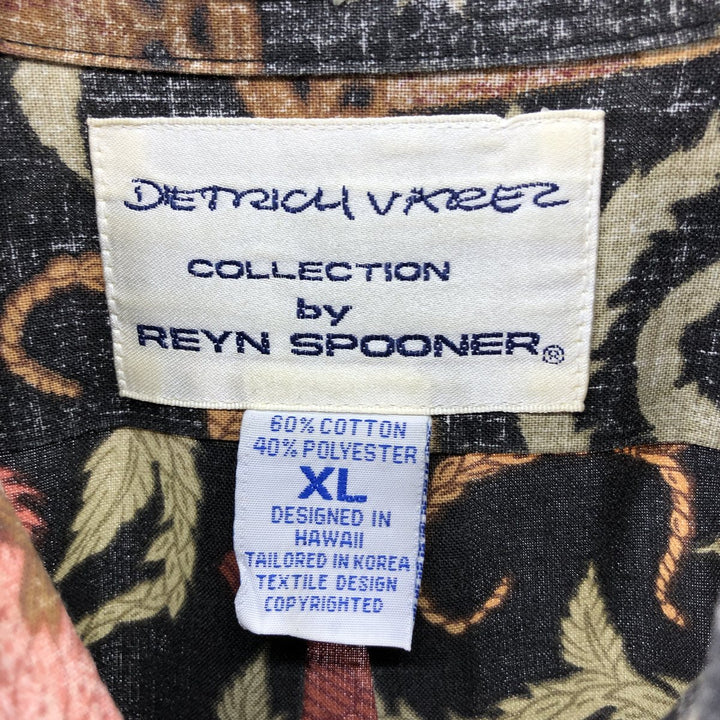 DIETRICH VAREZ
COLLECTION
by
REYN SPOONER®
60% COTTON
40% POLYESTER
XL
DESIGNED IN
HAWAII
TAILORED IN KOREA
TEXTILE DESIGN
COPYRIGHTED